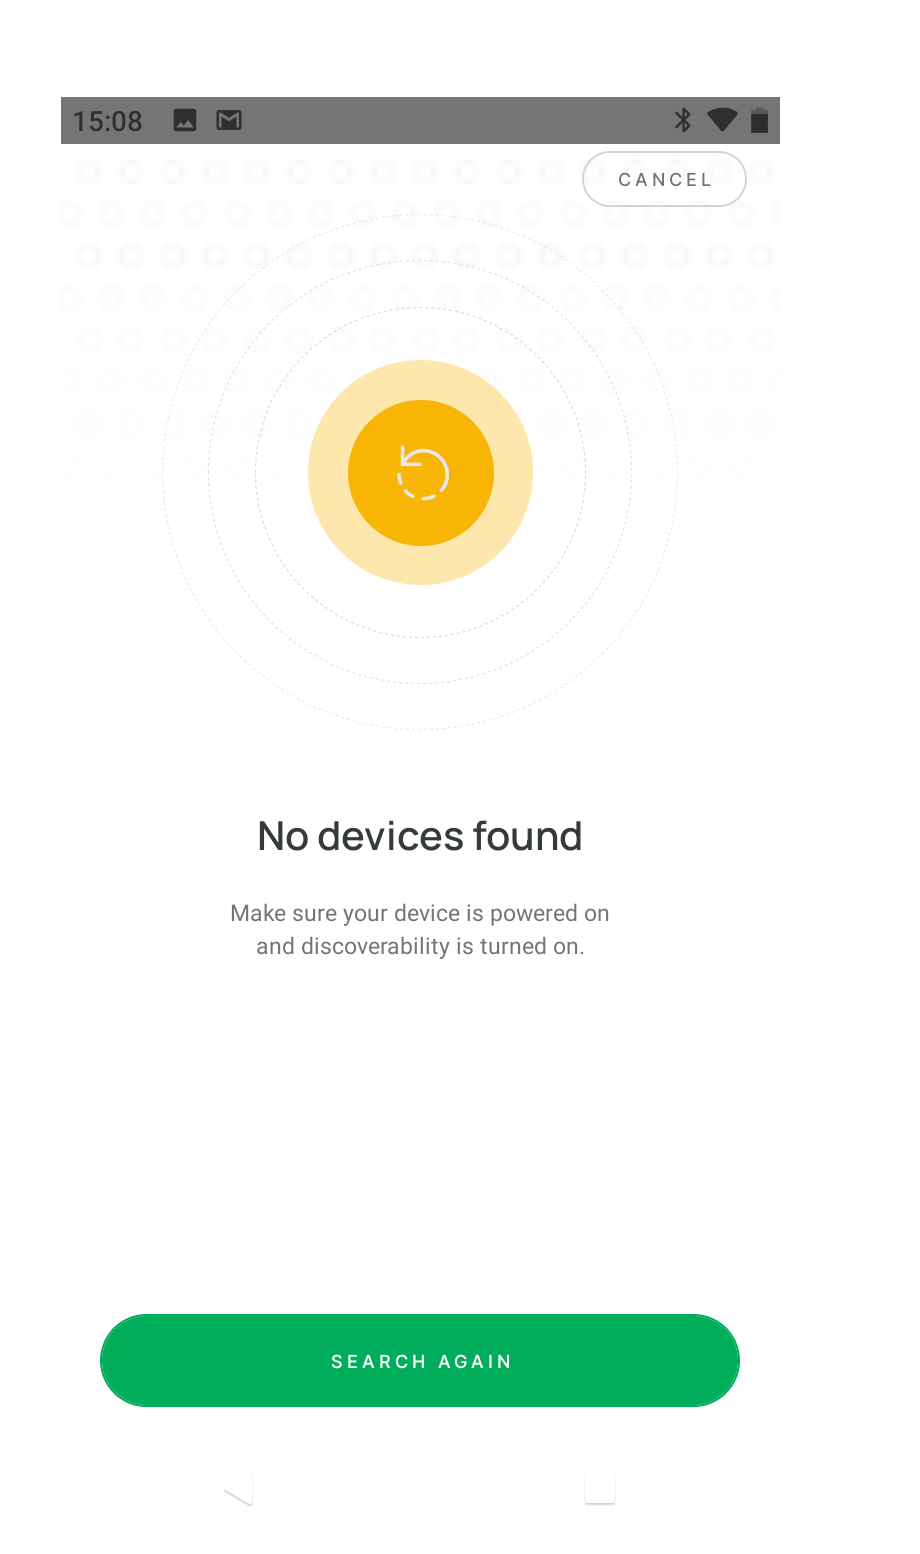 15:08
CANCEL
No devices found
Make sure your device is powered on
and discoverability is turned on.
SEARCH AGAIN